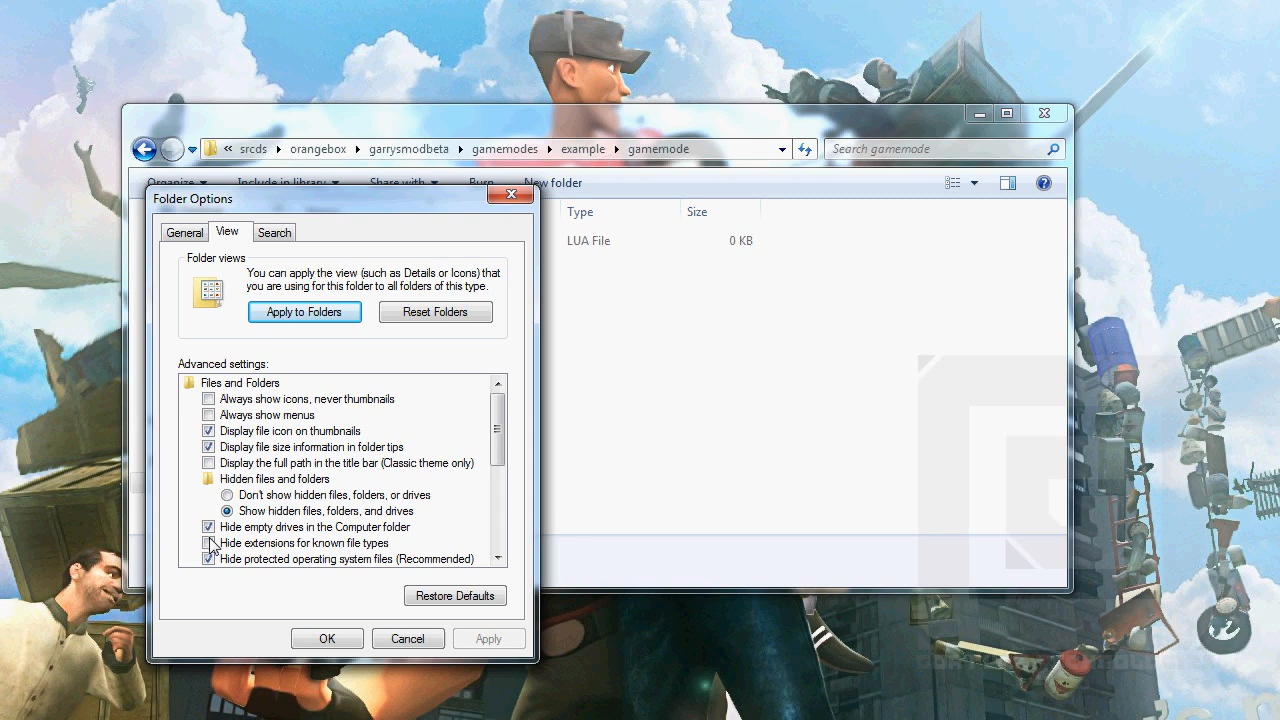 « srcds orangebox garrysmodbeta gamemodes example gamemode
Search gamemode
Organize Include in library Share with Burn New folder
Folder Options
Type Size
General View Search
LUA File 0 KB
Folder views
You can apply the view (such as Details or Icons) that
you are using for this folder to all folders of this type.
Apply to Folders Reset Folders
Advanced settings:
Files and Folders
Always show icons, never thumbnails
Always show menus
Display file icon on thumbnails
Display file size information in folder tips
Display the full path in the title bar (Classic theme only)
Hidden files and folders
Don't show hidden files, folders, or drives
Show hidden files, folders, and drives
Hide empty drives in the Computer folder
Hide extensions for known file types
Hide protected operating system files (Recommended)
Restore Defaults
OK Cancel Apply